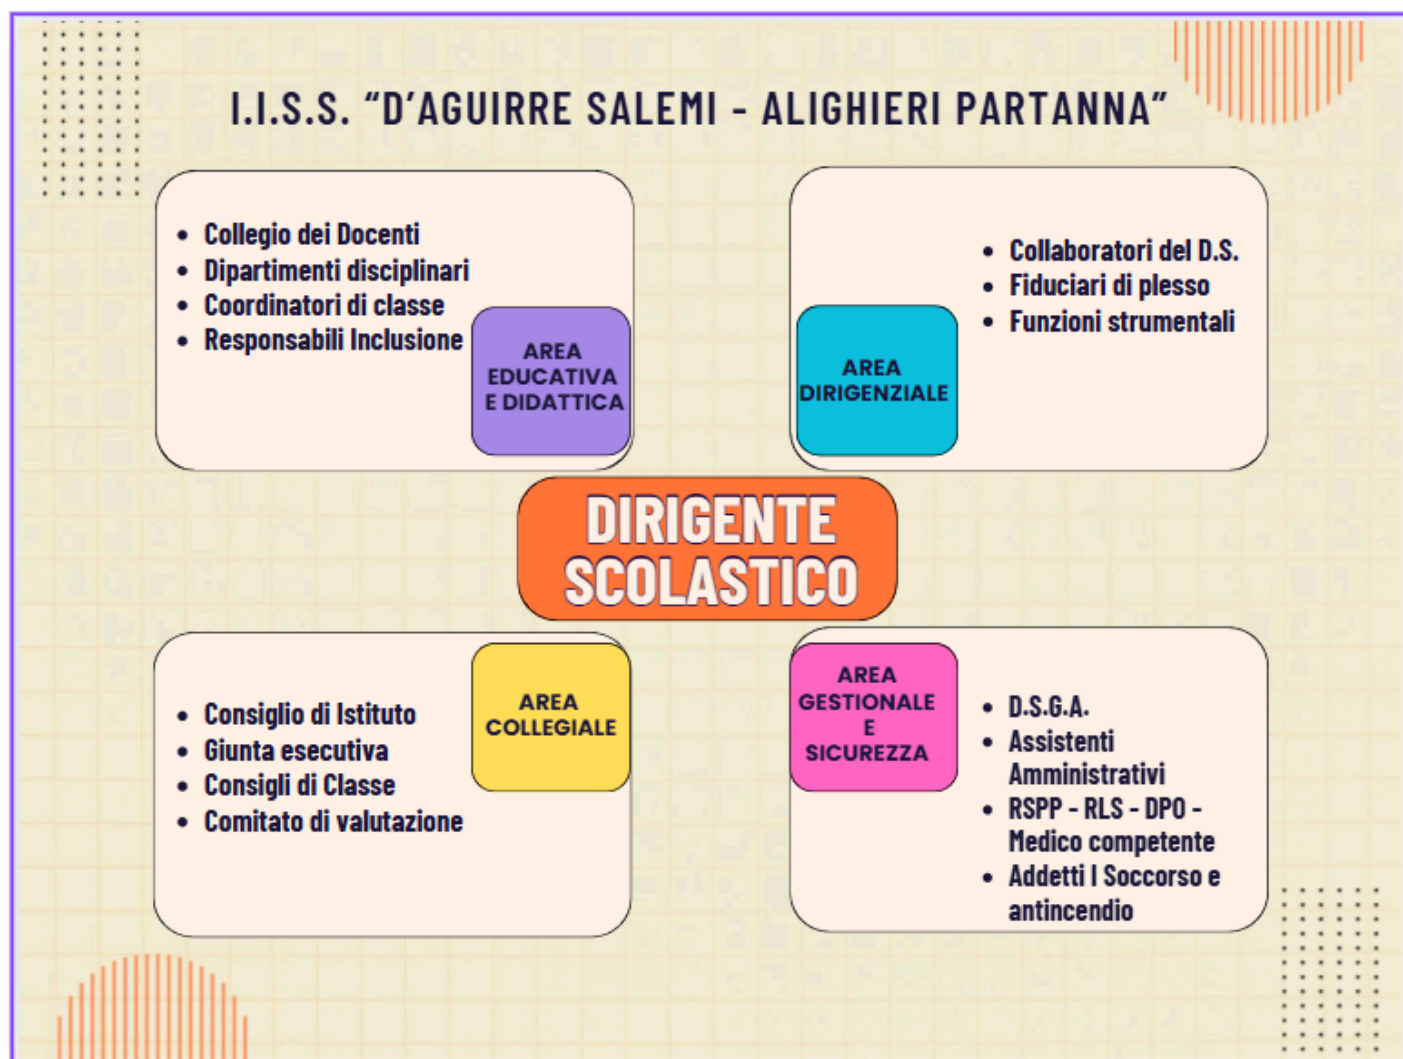 I.I.S.S. “D’AGUIRRE SALEMI - ALIGHIERI PARTANNA”
• Collegio dei Docenti
• Dipartimenti disciplinari
• Coordinatori di classe
• Responsabili Inclusione
AREA
EDUCATIVA
E DIDATTICA
• Collaboratori del D.S.
• Fiduciari di plesso
• Funzioni strumentali
AREA
DIRIGENZIALE
DIRIGENTE
SCOLASTICO
• Consiglio di Istituto
• Giunta esecutiva
• Consigli di Classe
• Comitato di valutazione
AREA
COLLEGIALE
AREA
GESTIONALE
E
SICUREZZA
• D.S.G.A.
• Assistenti
Amministrativi
• RSPP - RLS - DPO -
Medico competente
• Addetti I Soccorso e
antincendio